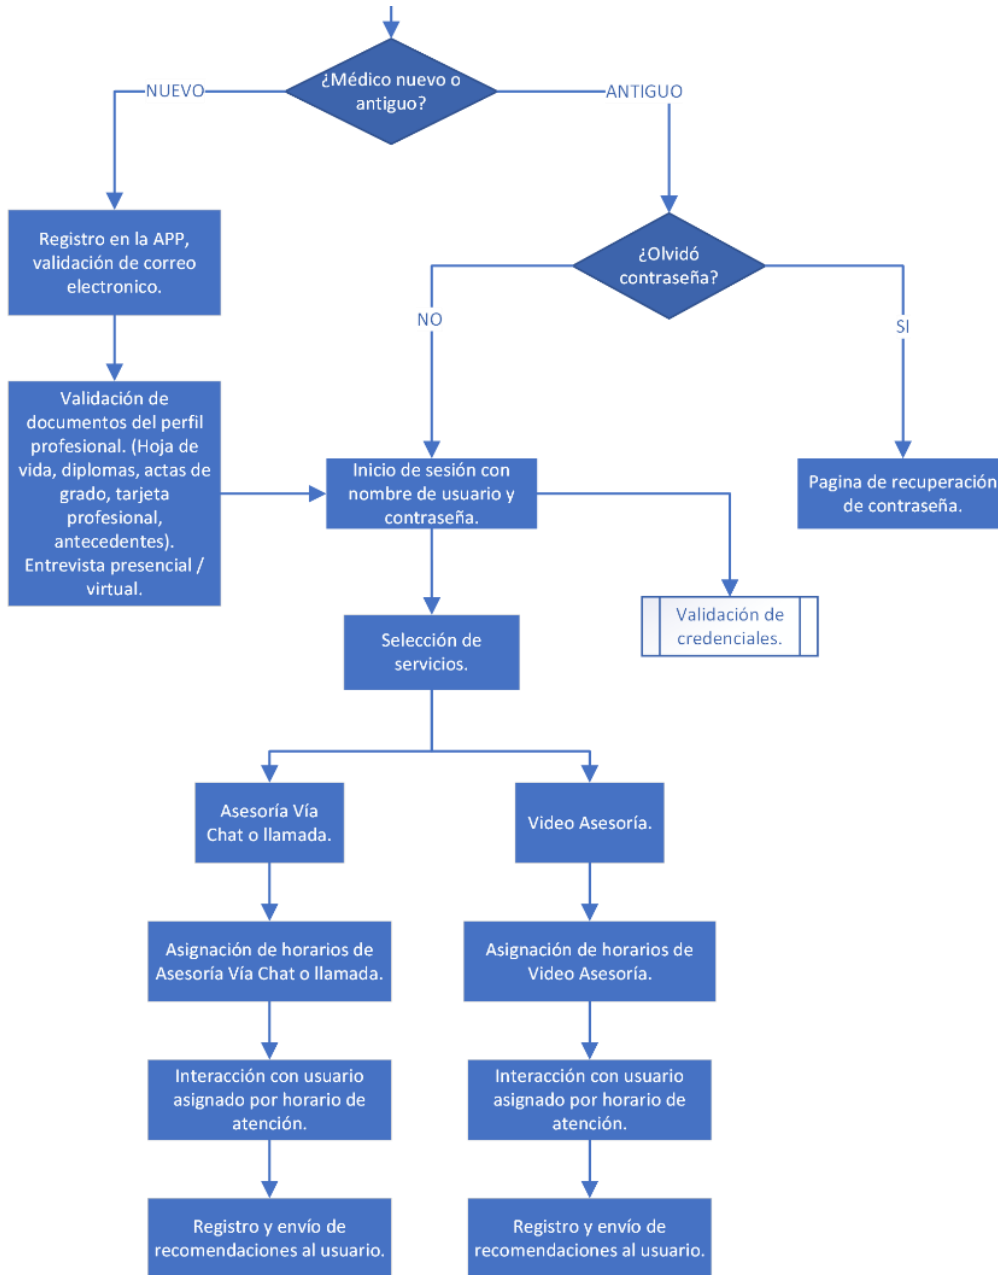 ¿Médico nuevo o
antiguo?
NUEVO
ANTIGUO
Registro en la APP,
validación de correo
electronico.
¿Olvidó
contraseña?
NO
SI
Validación de
documentos del perfil
profesional. (Hoja de
vida, diplomas, actas de
grado, tarjeta
profesional,
antecedentes).
Entrevista presencial /
virtual.
Inicio de sesión con
nombre de usuario y
contraseña.
Pagina de recuperación
de contraseña.
Validación de
credenciales.
Selección de
servicios.
Asesoría Vía
Chat o llamada.
Video Asesoría.
Asignación de horarios de
Asesoría Vía Chat o llamada.
Asignación de horarios de
Video Asesoría.
Interacción con usuario
asignado por horario de
atención.
Interacción con usuario
asignado por horario de
atención.
Registro y envío de
recomendaciones al usuario.
Registro y envío de
recomendaciones al usuario.